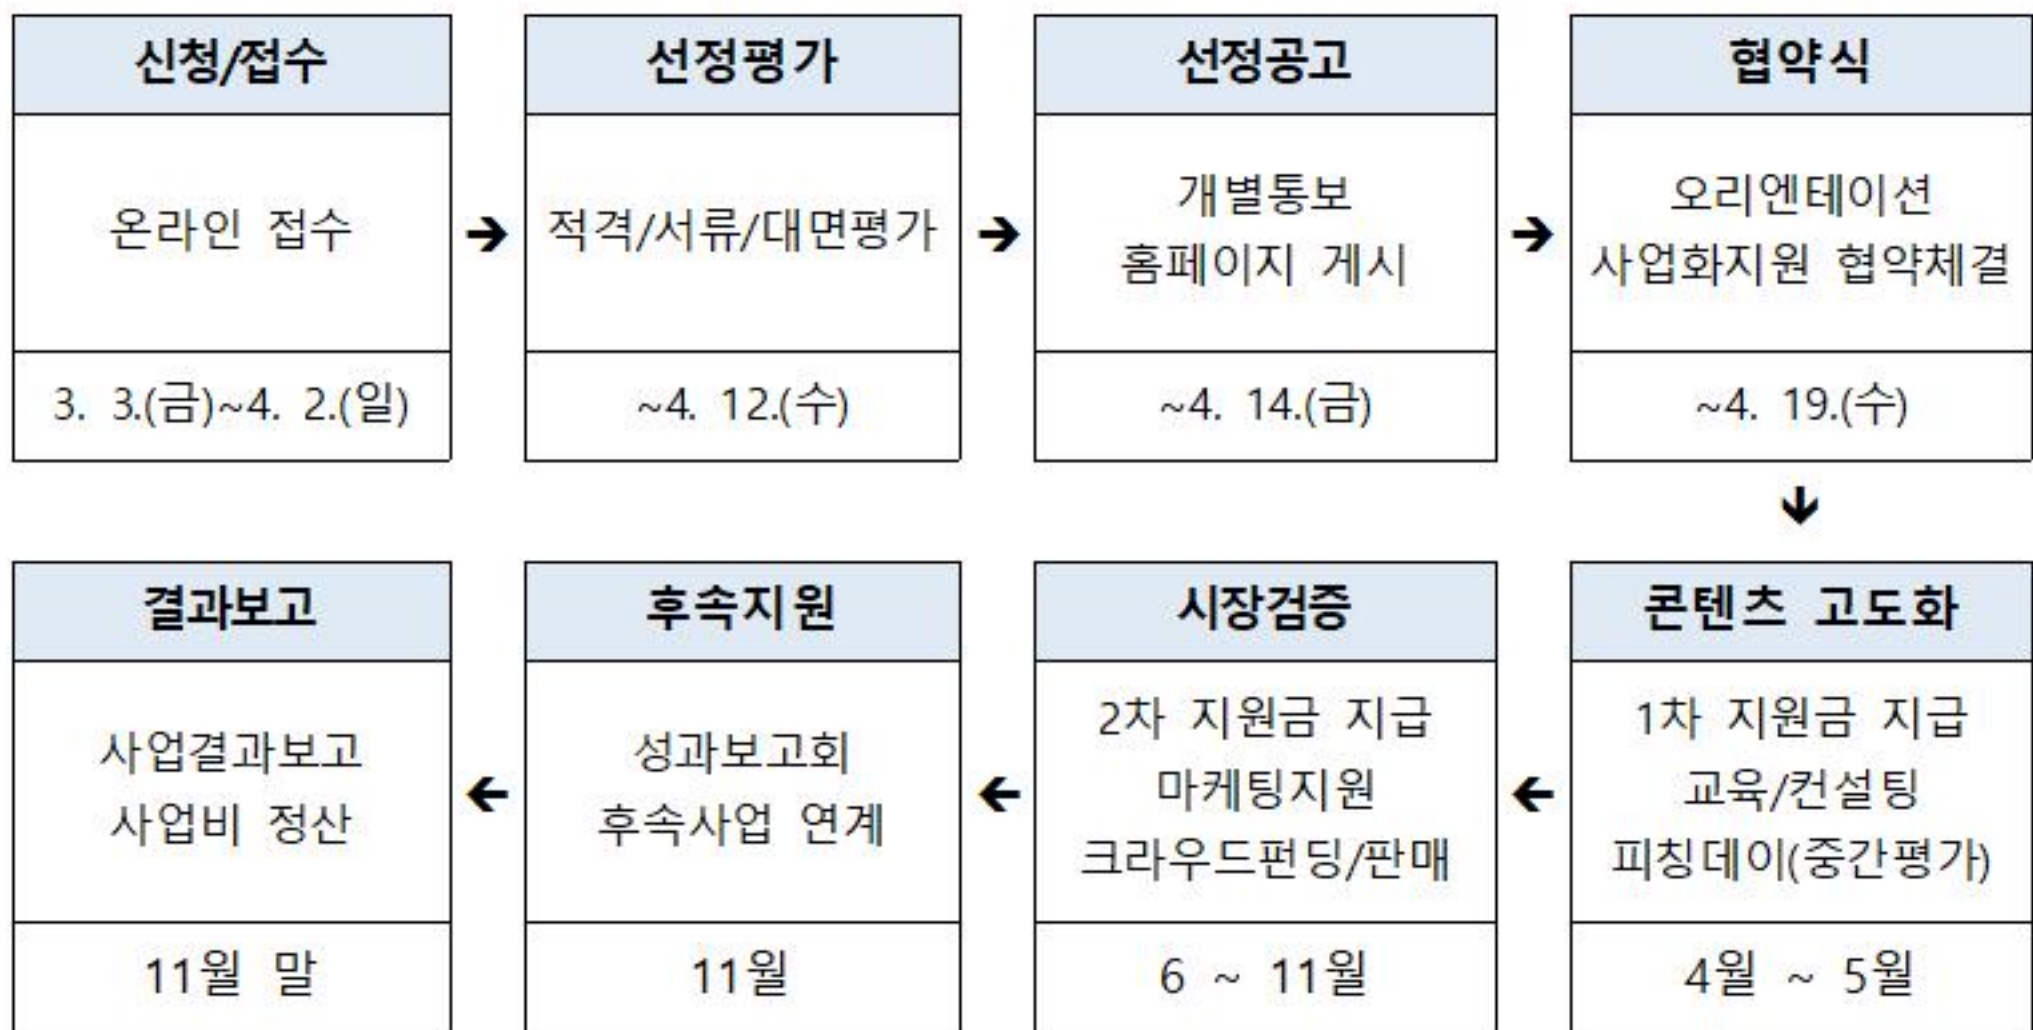 신청/접수
온라인 접수
3. 3.(금)~4. 2.(일)
➔
선정평가
적격/서류/대면평가
~4. 12.(수)
➔
선정공고
개별통보
홈페이지 게시
~4. 14.(금)
➔
협약식
오리엔테이션
사업화지원 협약체결
~4. 19.(수)
🡳
콘텐츠 고도화
1차 지원금 지급
교육/컨설팅
피칭데이(중간평가)
4월 ~ 5월
🡰
시장검증
2차 지원금 지급
마케팅지원
크라우드펀딩/판매
6 ~ 11월
🡰
후속지원
성과보고회
후속사업 연계
11월
🡰
결과보고
사업결과보고
사업비 정산
11월 말